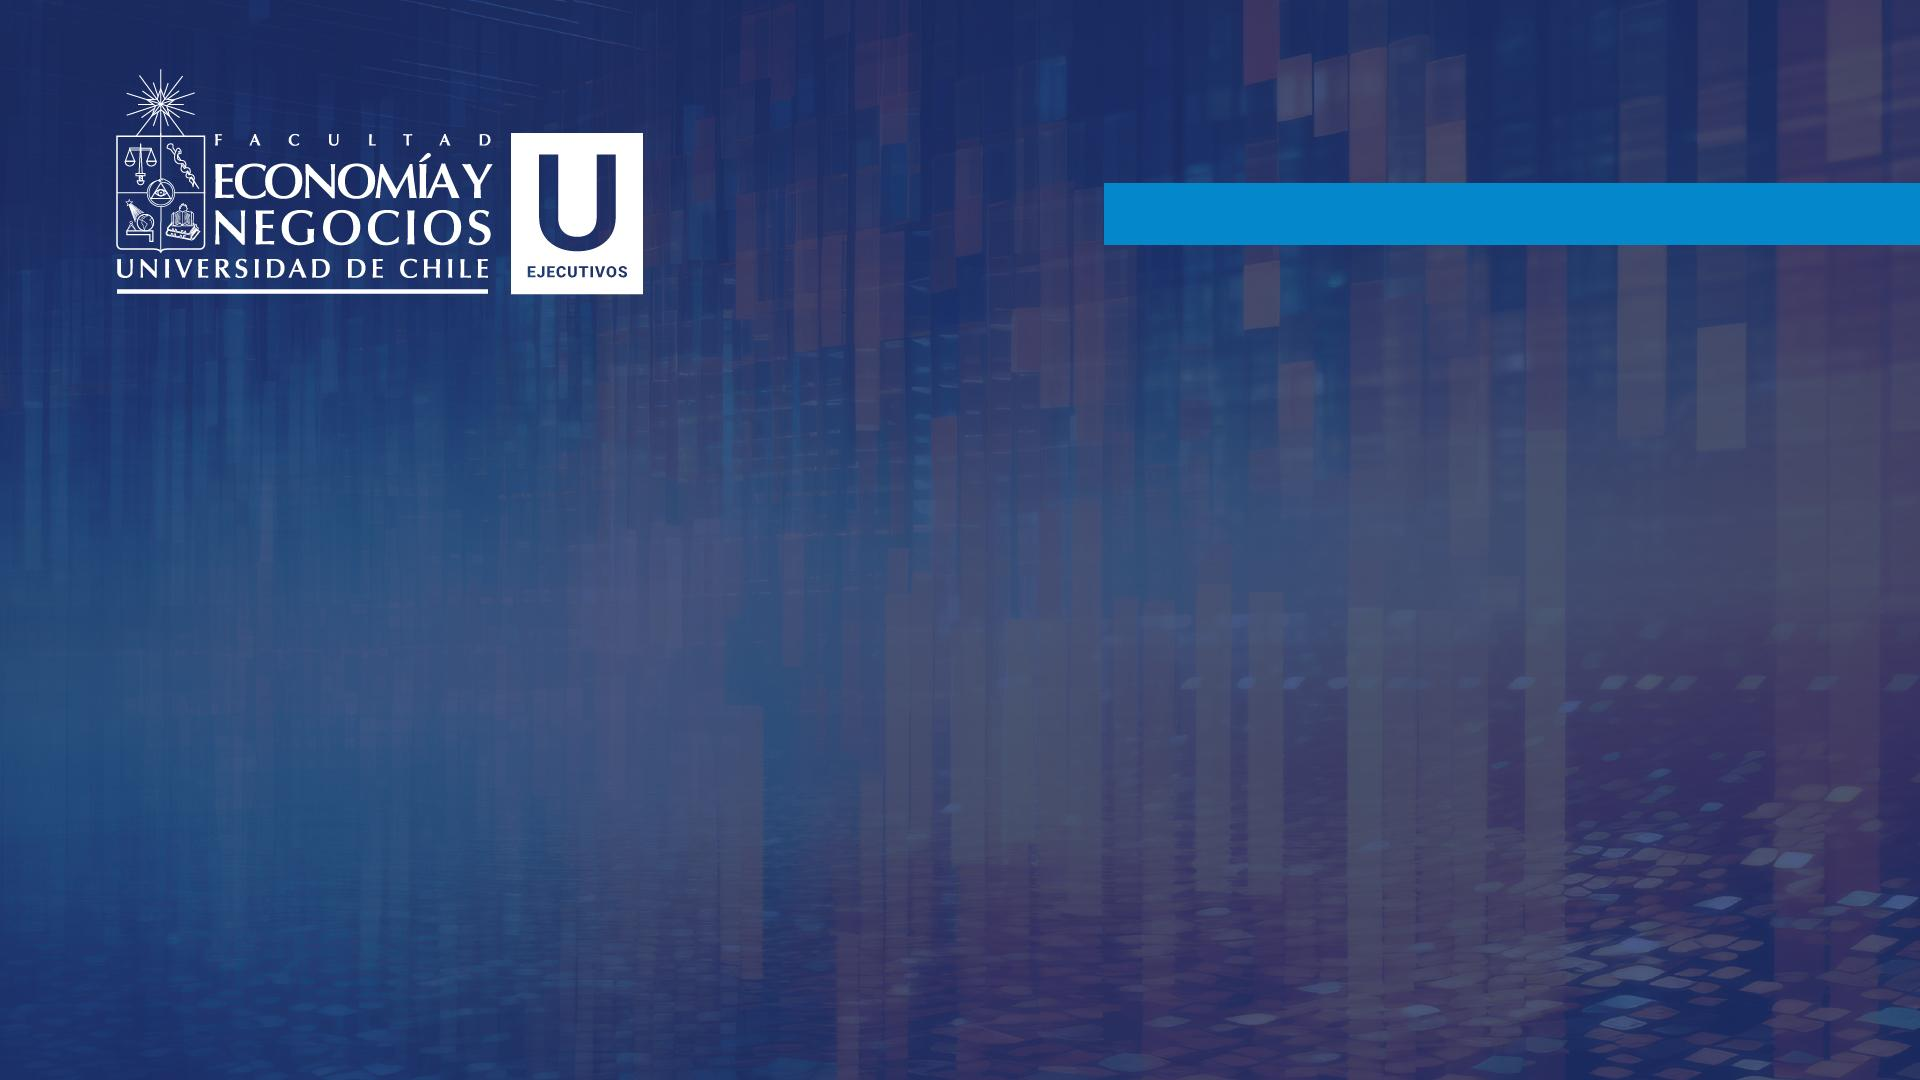 FACULTAD
ECONOMÍA Y
NEGOCIOS
UNIVERSIDAD DE CHILE
U
EJECUTIVOS